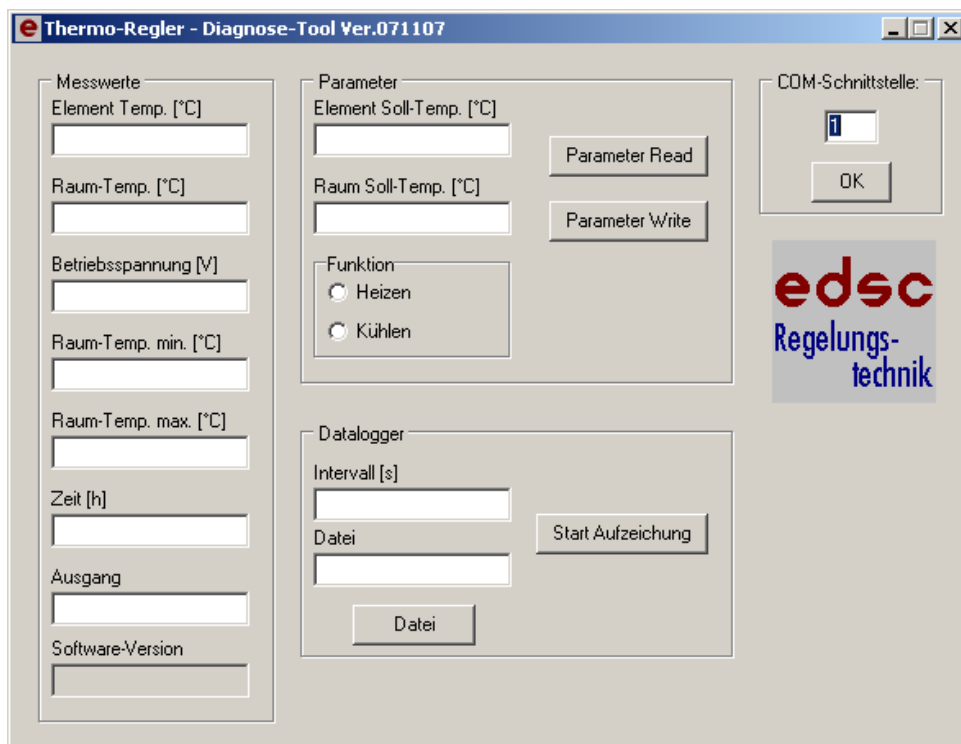 e Thermo-Regler - Diagnose-Tool Ver.071107
Messwerte
Element Temp. [°C]
Raum-Temp. [°C]
Betriebsspannung [V]
Raum-Temp. min. [°C]
Raum-Temp. max. [°C]
Zeit [h]
Ausgang
Software-Version
Parameter
Element Soll-Temp. [°C]
Raum Soll-Temp. [°C]
Funktion
Heizen
Kühlen
Parameter Read
Parameter Write
Datalogger
Intervall [s]
Datei
Datei
Start Aufzeichung
COM-Schnittstelle:
1
OK
edsc
Regelungs-
technik